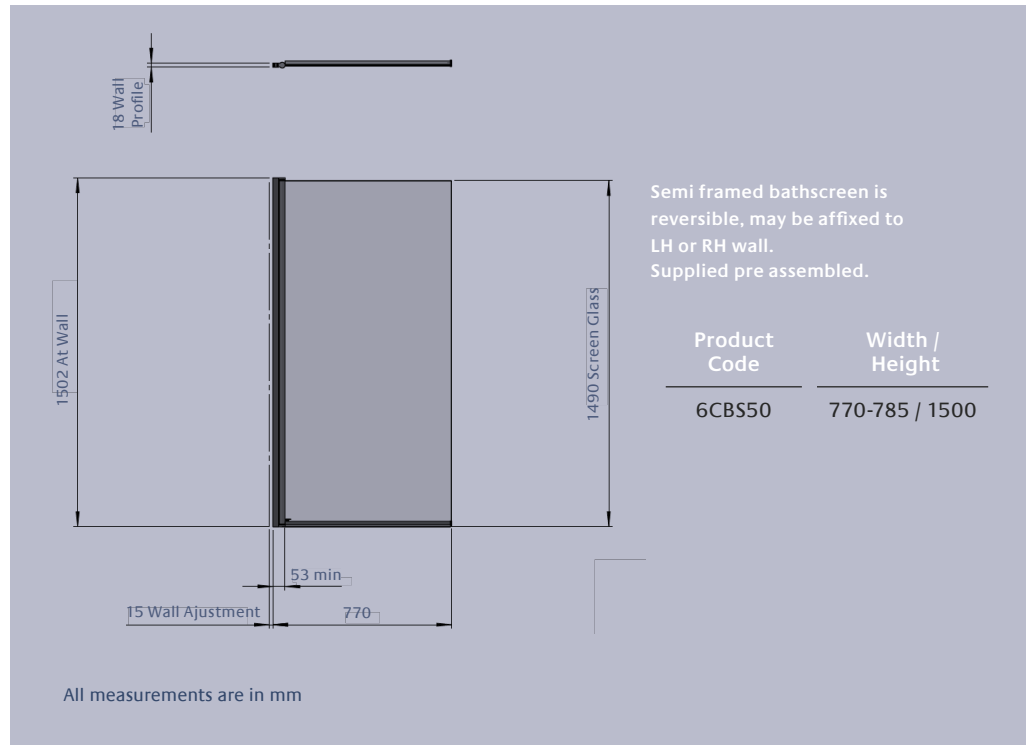 18 Wall
Profile
1502 At Wall
1490 Screen Glass
53 min
15 Wall Ajustment
770
All measurements are in mm
Semi framed bathscreen is
reversible, may be affixed to
LH or RH wall.
Supplied pre assembled.
Product
Code
Width /
Height
6CBS50
770-785 / 1500